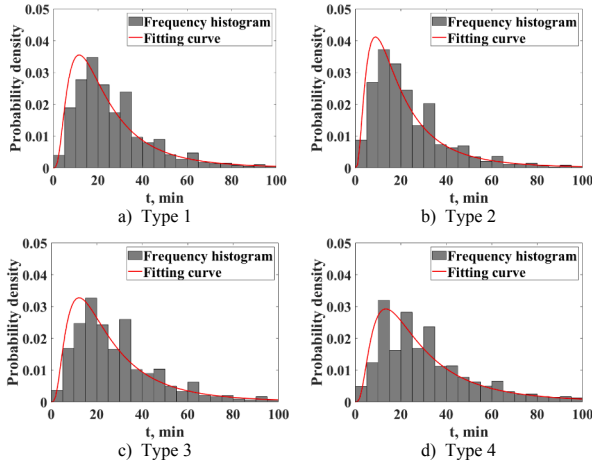 0.05
0.04
0.03
0.02
0.01
0
Probability density
Frequency histogram
Fitting curve
0 20 40 60 80 100
t, min
a) Type 1
0.05
0.04
0.03
0.02
0.01
0
Probability density
Frequency histogram
Fitting curve
0 20 40 60 80 100
t, min
b) Type 2
0.05
0.04
0.03
0.02
0.01
0
Probability density
Frequency histogram
Fitting curve
0 20 40 60 80 100
t, min
c) Type 3
0.05
0.04
0.03
0.02
0.01
0
Probability density
Frequency histogram
Fitting curve
0 20 40 60 80 100
t, min
d) Type 4